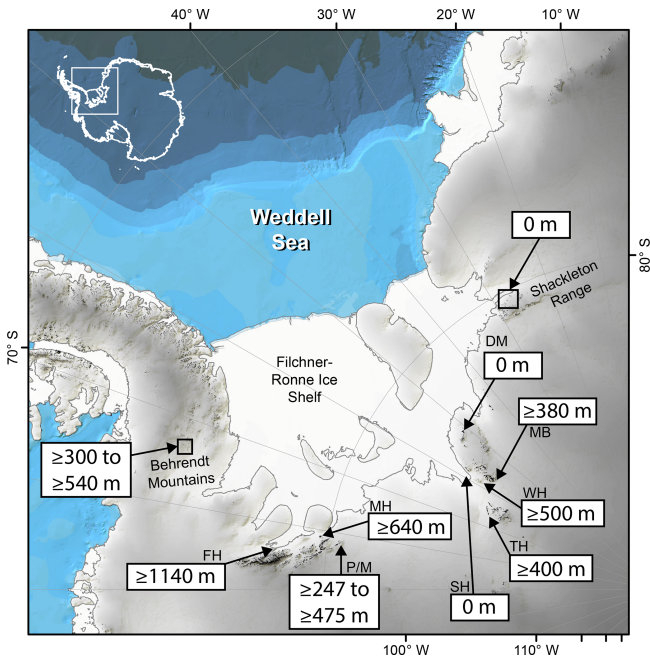 40° W
30° W
20° W
10° W
Weddell
Sea
0 m
80° S
Shackleton
Range
70° S
DM
0 m
Filchner-
Ronne Ice
Shelf
≥380 m
MB
≥300 to
≥540 m
Behrendt
Mountains
WH
≥500 m
MH
≥640 m
TH
≥400 m
FH
≥1140 m
P/M
≥247 to
≥475 m
SH
0 m
100° W
110° W